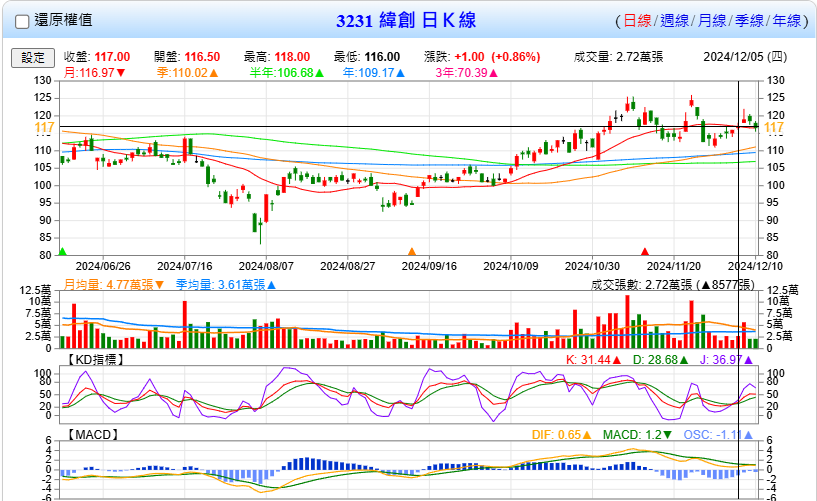 還原權值
3231 緯創 日Ｋ線
(日線/週線/月線/季線/年線)
設定 收盤: 117.00 開盤: 116.50 最高: 118.00 最低: 116.00 漲跌: +1.00 (+0.86%) 成交量: 2.72萬張 2024/12/05 (四)
月:116.97▼ 季:110.02▲ 半年:106.68▲ 年:109.17▲ 3年:70.39▲
130 130
125 125
120 120
117 117
110 110
105 105
100 100
95 95
90 90
85 85
80 80
2024/06/26 2024/07/16 2024/08/07 2024/08/27 2024/09/16 2024/10/09 2024/10/30 2024/11/20 2024/12/10
月均量: 4.77萬張▼ 季均量: 3.61萬張▲ 成交張數: 2.72萬張 (▲8577張)
12.5萬 12.5萬
10萬 10萬
7.5萬 7.5萬
5萬 5萬
2.5萬 2.5萬
0 0
【KD指標】 K: 31.44▲ D: 28.68▲ J: 36.97▲
100 100
80 80
50 50
20 20
0 0
【MACD】 DIF: 0.65▲ MACD: 1.2▼ OSC: -1.11▲
6 6
4 4
2 2
0 0
-2 -2
-4 -4
-6 -6